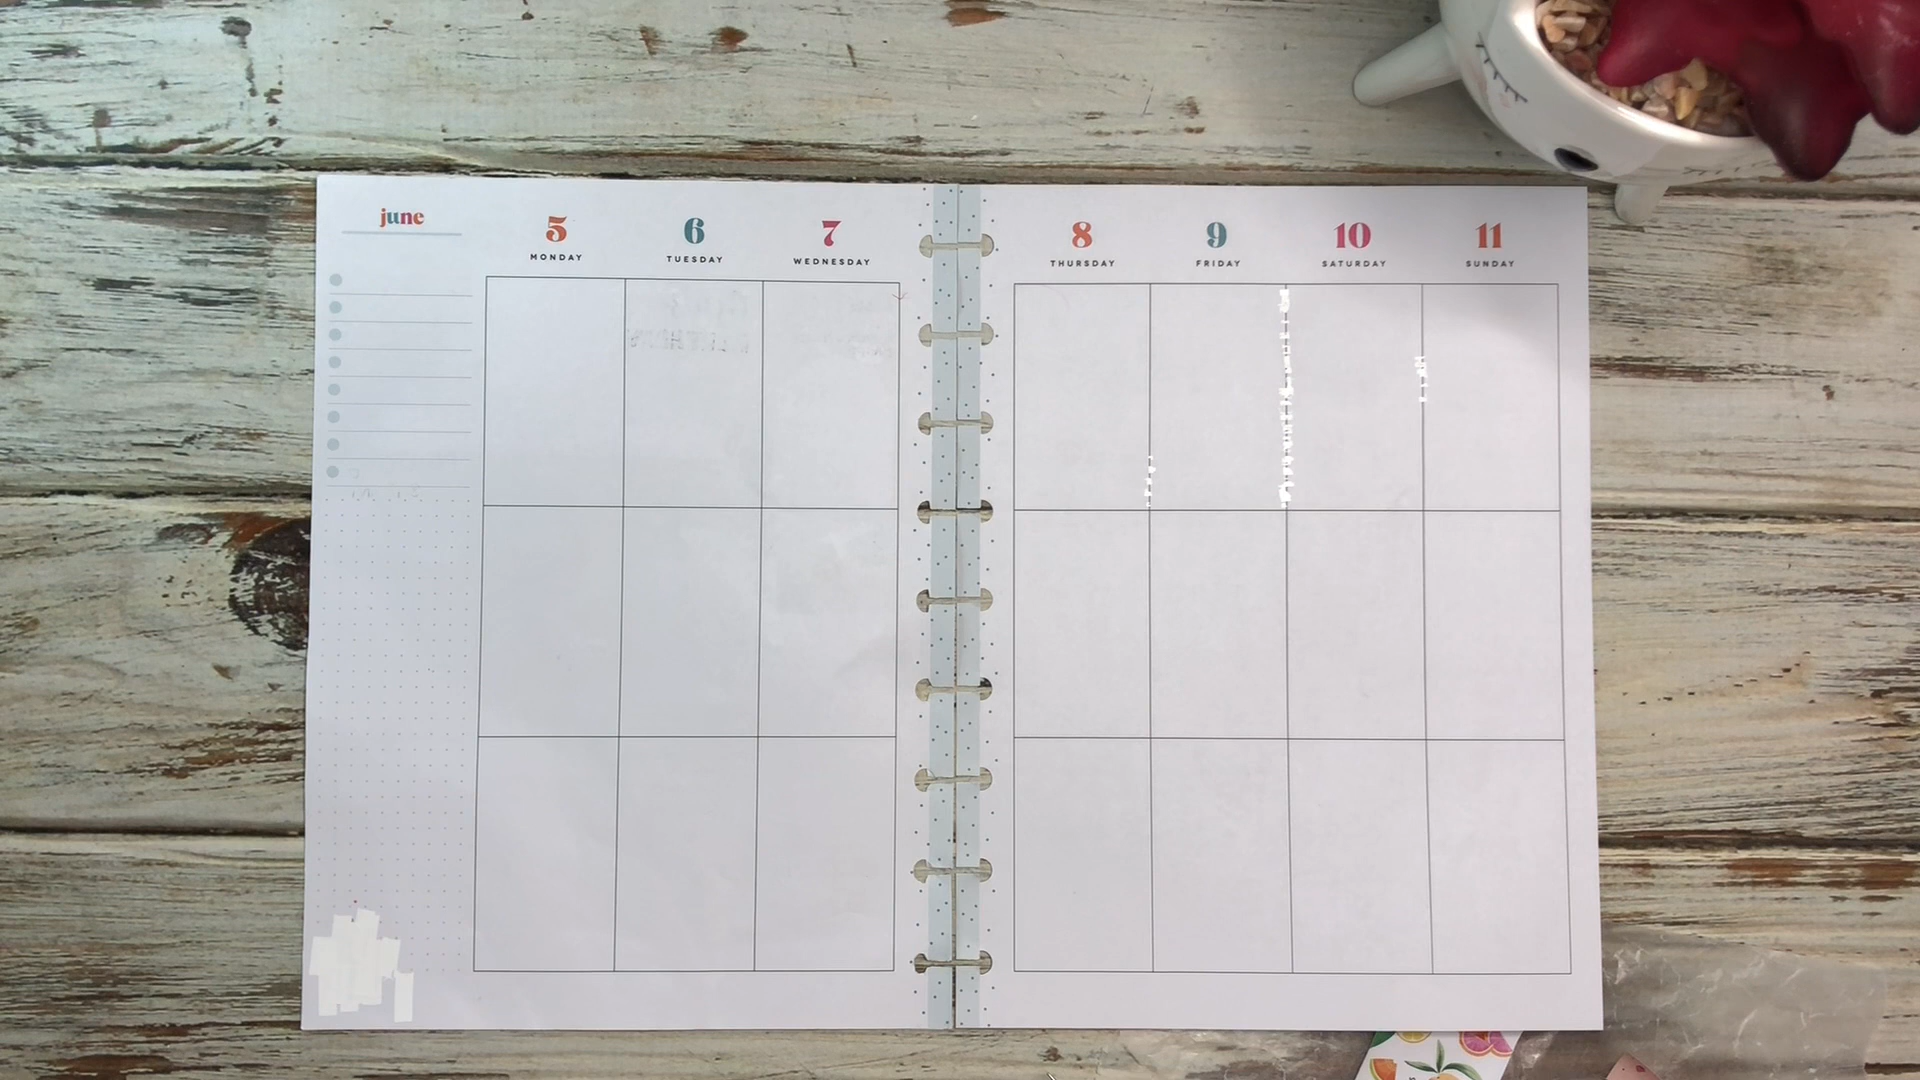 june
5 6 7 8 9 10 11
MONDAY TUESDAY WEDNESDAY THURSDAY FRIDAY SATURDAY SUNDAY